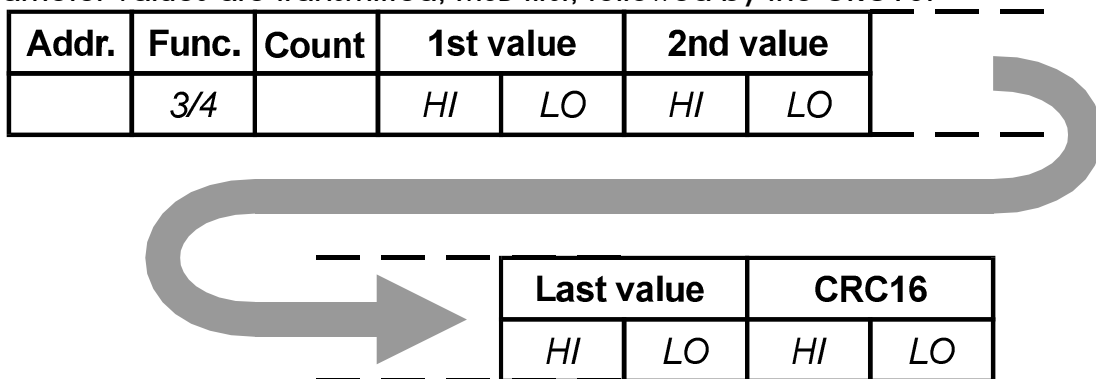 Addr. Func. Count 1st value 2nd value
3/4 HI LO HI LO
Last value CRC16
HI LO HI LO